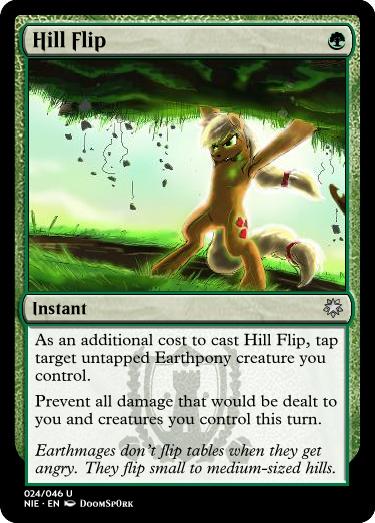 Hill Flip
Instant
As an additional cost to cast Hill Flip, tap
target untapped Earthpony creature you
control.
Prevent all damage that would be dealt to
you and creatures you control this turn.
Earthmages don't flip tables when they get
angry. They flip small to medium-sized hills.
024/046 U
NIE • EN DoomSp0rk